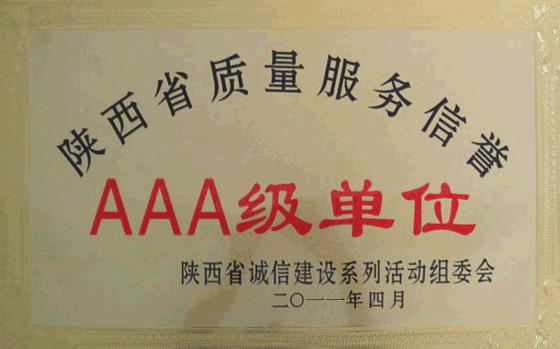 陕西省质量服务信誉
AAA级单位
陕西省诚信建设系列活动组委会
二〇一一年四月